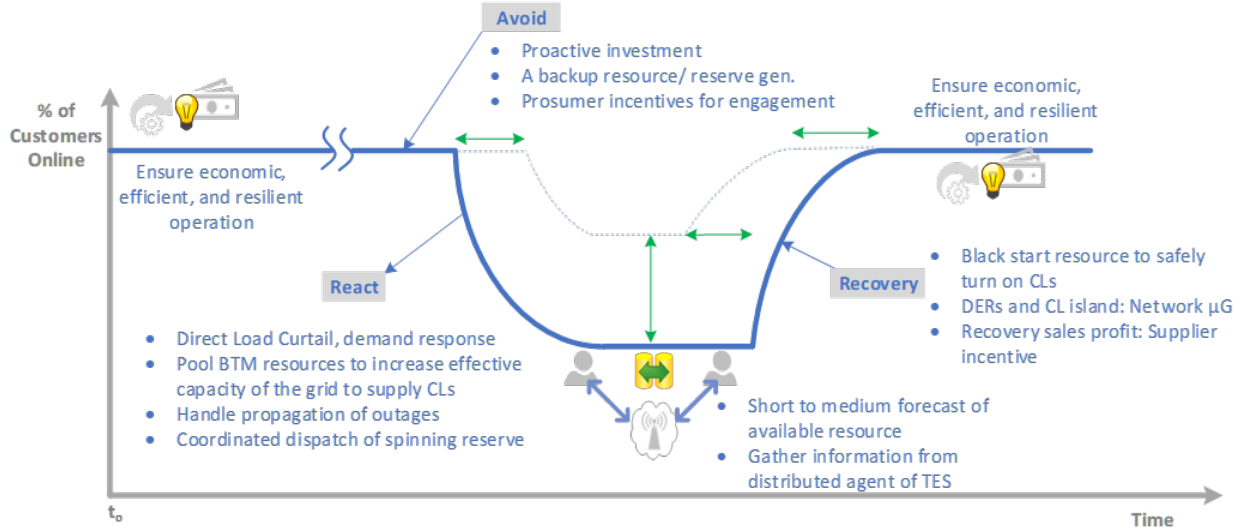 Avoid
• Proactive investment
• A backup resource/ reserve gen.
• Prosumer incentives for engagement
% of
Customers
Online
Ensure economic,
efficient, and resilient
operation
Ensure economic,
efficient, and resilient
operation
React
• Direct Load Curtail, demand response
• Pool BTM resources to increase effective
capacity of the grid to supply CLs
• Handle propagation of outages
• Coordinated dispatch of spinning reserve
Recovery
• Black start resource to safely
turn on CLs
• DERs and CL island: Network µG
• Recovery sales profit: Supplier
incentive
• Short to medium forecast of
available resource
• Gather information from
distributed agent of TES
t₀
Time